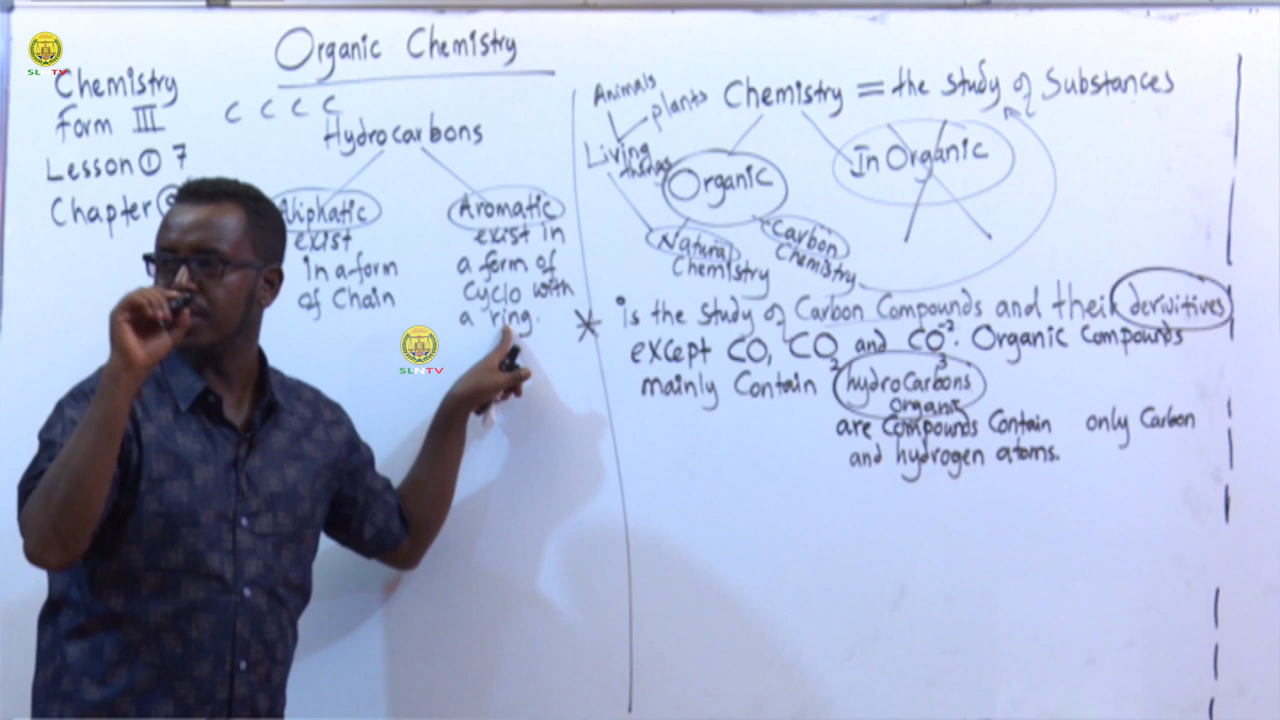 SLNTV
Organic Chemistry
Chemistry
Form III
Lesson ① 7
Chapter
C C C C
Hydrocarbons
Aliphatic
exist
in a form
of Chain
Aromatic
exist in
a form of
Cyclo with
a ring.
SLNTV
Animals
plants
Living
things
Chemistry = the study of Substances
Organic
InOrganic
Natural
Chemistry
Carbon
Chemistry
* is the study of Carbon Compounds and their derivitives
except CO, CO2 and CO3-2. Organic Compounds
mainly Contain hydrocarbons
organic
are Compounds Contain only Carbon
and hydrogen atoms.